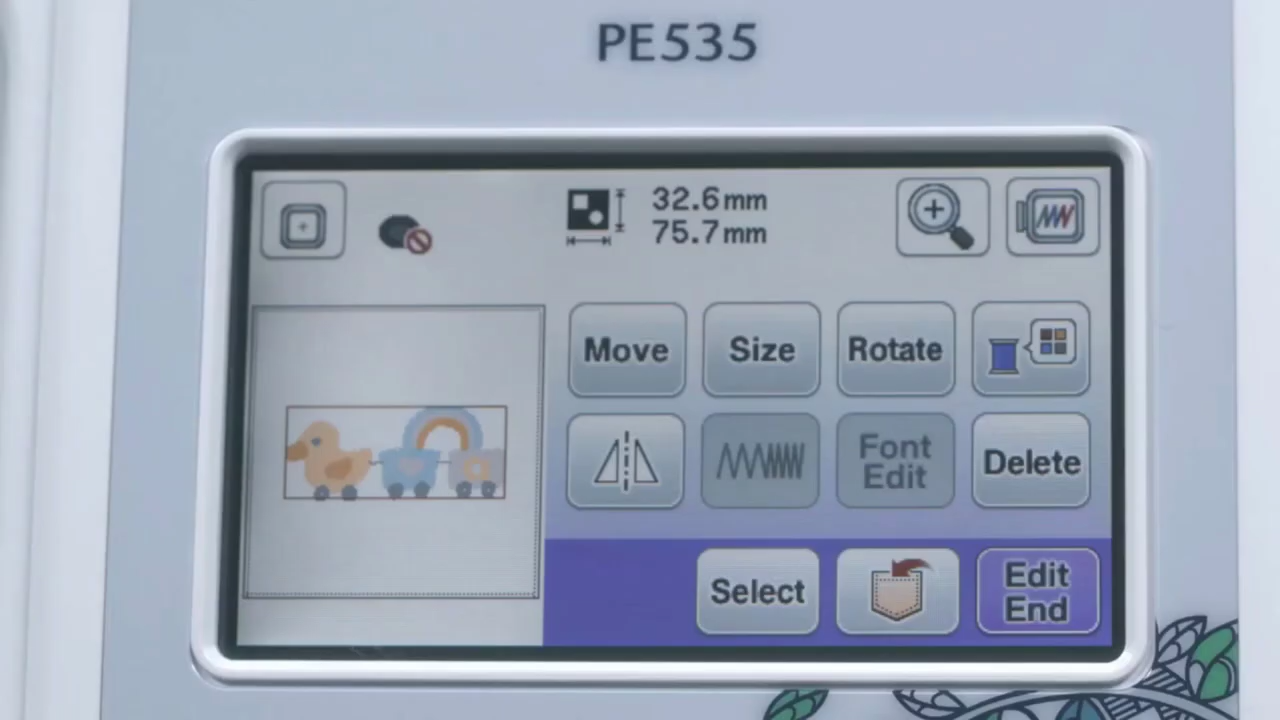 PE535
32.6mm
75.7mm
Move Size Rotate
Font
Edit
Delete
Select
Edit
End